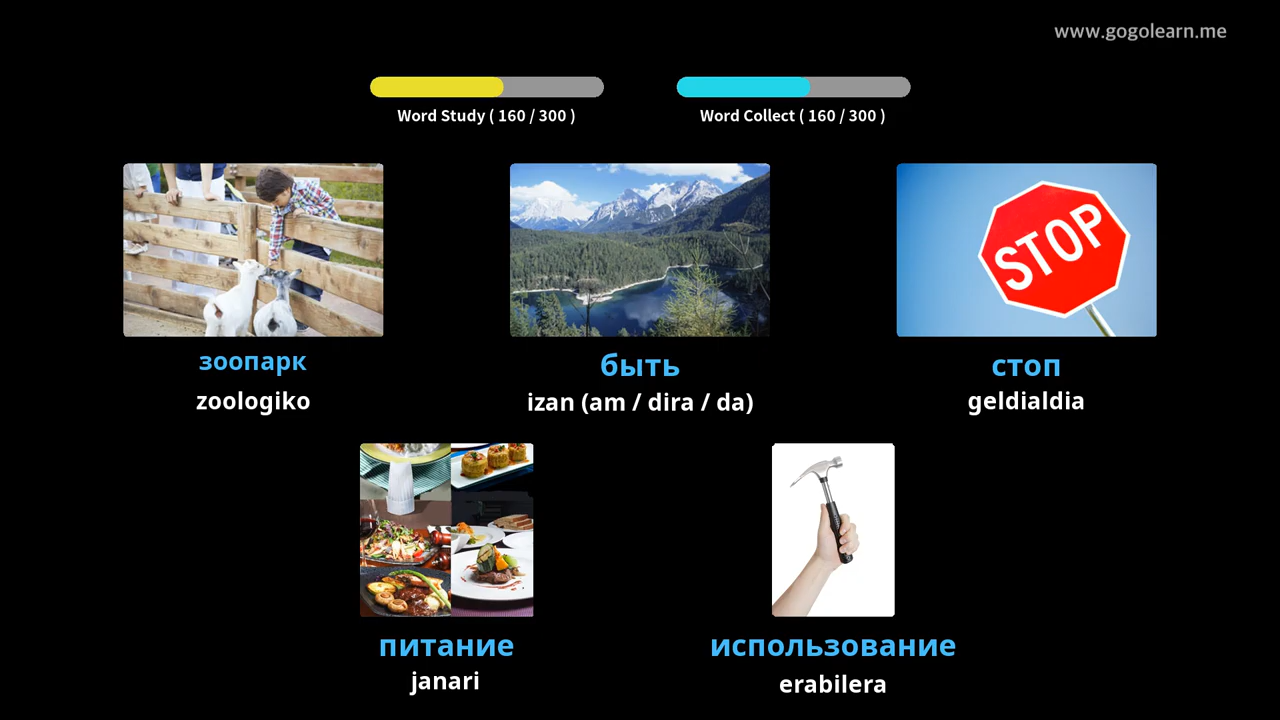 www.gogolearn.me
Word Study ( 160 / 300 )
Word Collect ( 160 / 300 )
STOP
зоопарк
zoologiko
быть
izan (am / dira / da)
стоп
geldialdia
питание
janari
использование
erabilera